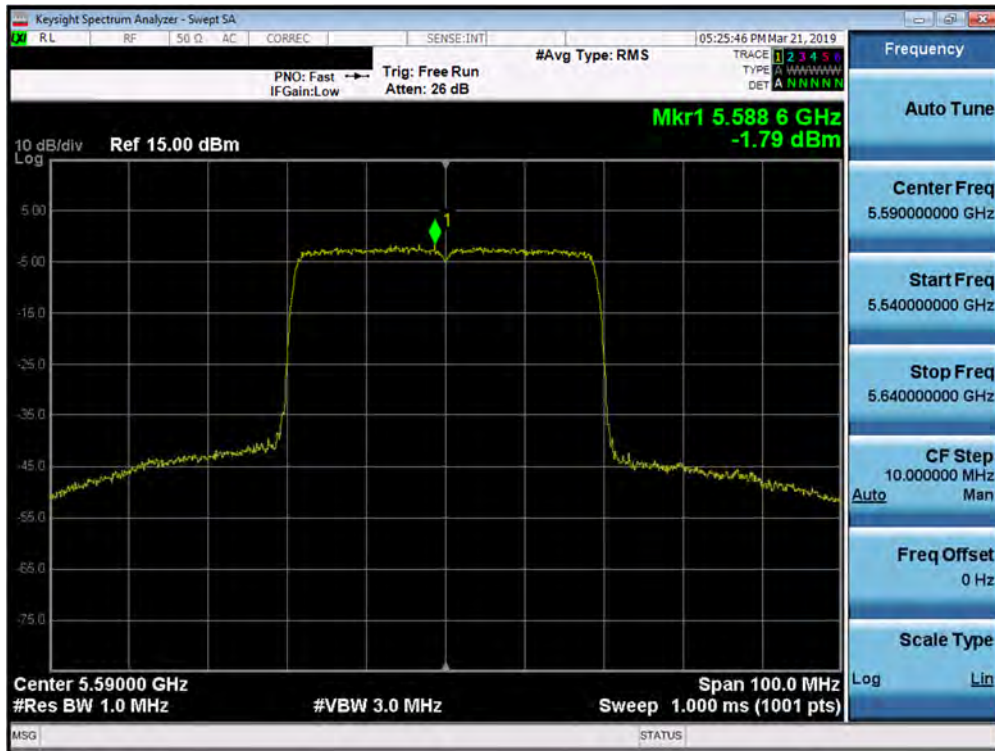 Keysight Spectrum Analyzer - Swept SA
LXI RL RF 50 Ω AC CORREC SENSE:INT 05:25:46 PM Mar 21, 2019
#Avg Type: RMS TRACE 1 2 3 4 5 6
PNO: Fast Trig: Free Run TYPE A WWWWW
IFGain:Low Atten: 26 dB DET A N N N N N
Mkr1 5.588 6 GHz
-1.79 dBm
10 dB/div Ref 15.00 dBm
Log
1
5.00
-5.00
-15.0
-25.0
-35.0
-45.0
-55.0
-65.0
-75.0
Center 5.59000 GHz Span 100.0 MHz
#Res BW 1.0 MHz #VBW 3.0 MHz Sweep 1.000 ms (1001 pts)
MSG STATUS
Frequency
Auto Tune
Center Freq
5.590000000 GHz
Start Freq
5.540000000 GHz
Stop Freq
5.640000000 GHz
CF Step
10.000000 MHz
Auto Man
Freq Offset
0 Hz
Scale Type
Log Lin